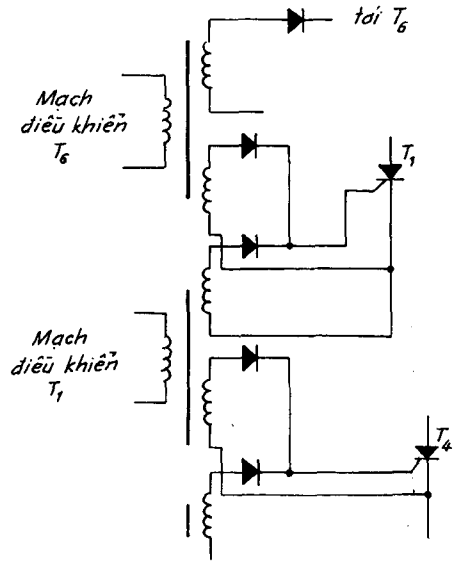 tới T6
Mạch
điều khiển
T6
T1
Mạch
điều khiển
T1
T4